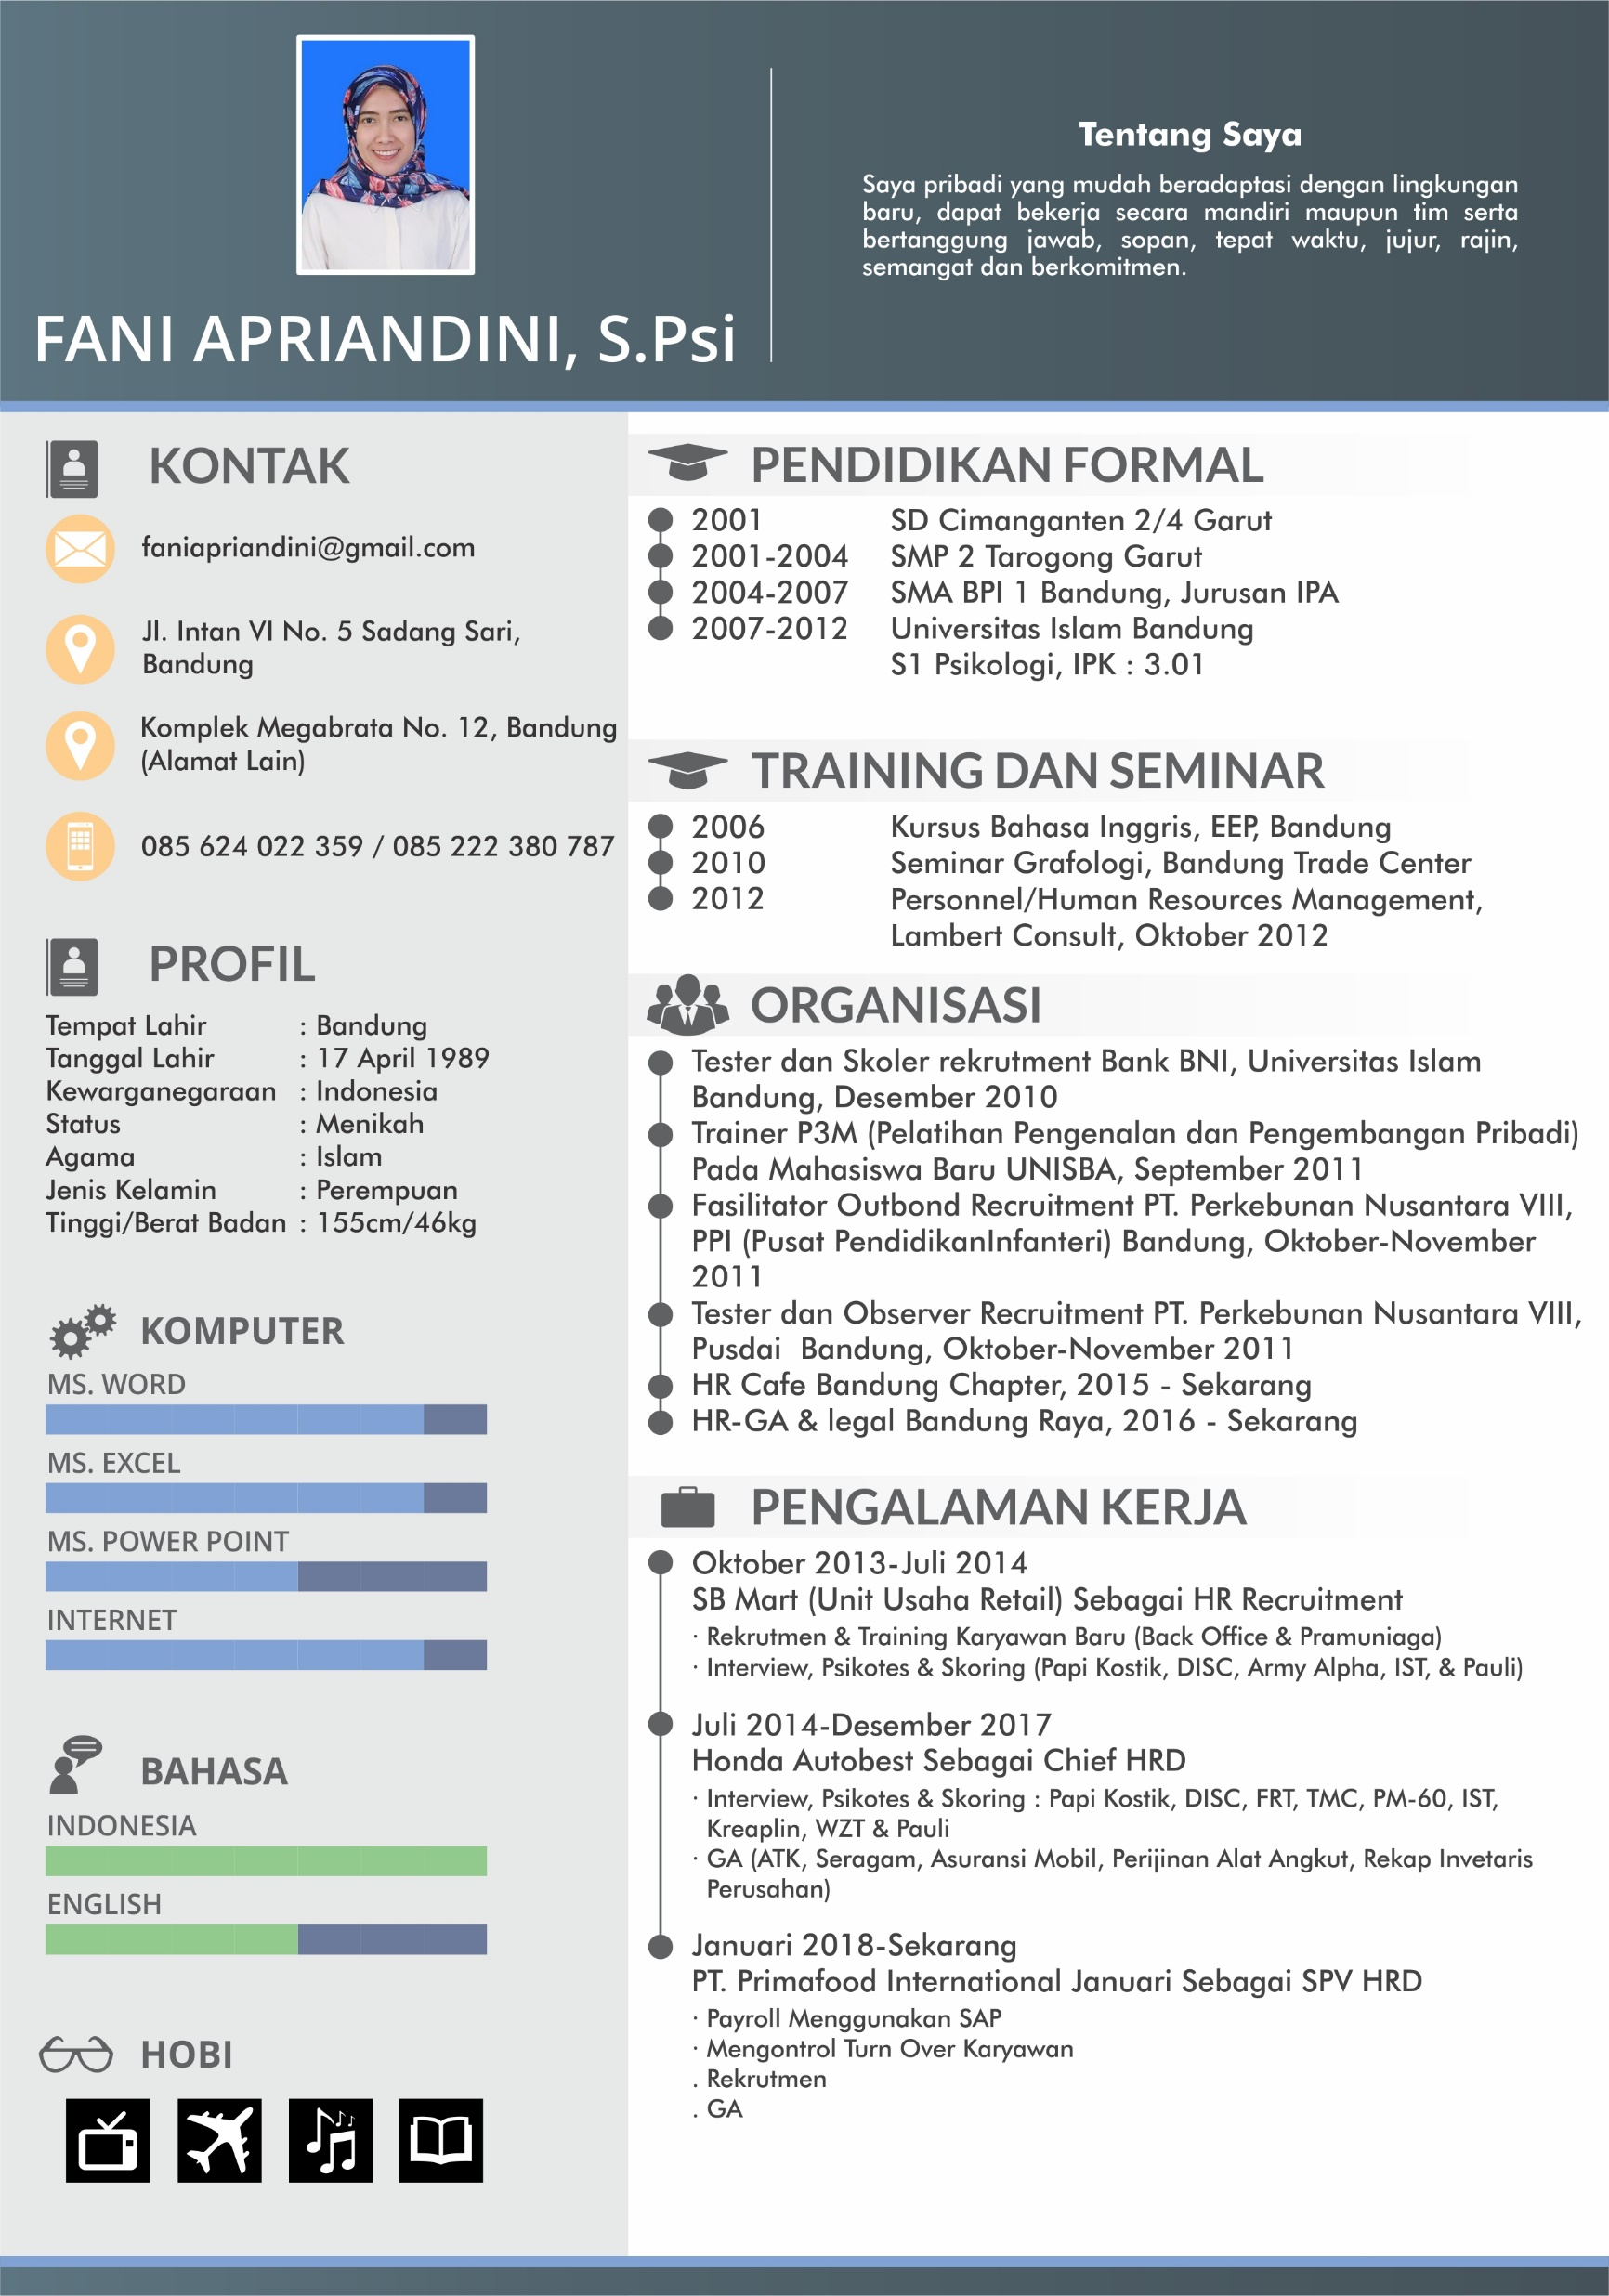 FANI APRIANDINI, S.Psi
Tentang Saya
Saya pribadi yang mudah beradaptasi dengan lingkungan
baru, dapat bekerja secara mandiri maupun tim serta
bertanggung jawab, sopan, tepat waktu, jujur, rajin,
semangat dan berkomitmen.
KONTAK
faniapriandini@gmail.com
Jl. Intan VI No. 5 Sadang Sari,
Bandung
Komplek Megabrata No. 12, Bandung
(Alamat Lain)
085 624 022 359 / 085 222 380 787
PROFIL
Tempat Lahir : Bandung
Tanggal Lahir : 17 April 1989
Kewarganegaraan : Indonesia
Status : Menikah
Agama : Islam
Jenis Kelamin : Perempuan
Tinggi/Berat Badan : 155cm/46kg
KOMPUTER
MS. WORD
MS. EXCEL
MS. POWER POINT
INTERNET
BAHASA
INDONESIA
ENGLISH
HOBI
PENDIDIKAN FORMAL
2001 SD Cimanganten 2/4 Garut
2001-2004 SMP 2 Tarogong Garut
2004-2007 SMA BPI 1 Bandung, Jurusan IPA
2007-2012 Universitas Islam Bandung
S1 Psikologi, IPK : 3.01
TRAINING DAN SEMINAR
2006 Kursus Bahasa Inggris, EEP, Bandung
2010 Seminar Grafologi, Bandung Trade Center
2012 Personnel/Human Resources Management,
Lambert Consult, Oktober 2012
ORGANISASI
Tester dan Skoler rekrutment Bank BNI, Universitas Islam
Bandung, Desember 2010
Trainer P3M (Pelatihan Pengenalan dan Pengembangan Pribadi)
Pada Mahasiswa Baru UNISBA, September 2011
Fasilitator Outbond Recruitment PT. Perkebunan Nusantara VIII,
PPI (Pusat PendidikanInfanteri) Bandung, Oktober-November
2011
Tester dan Observer Recruitment PT. Perkebunan Nusantara VIII,
Pusdai  Bandung, Oktober-November 2011
HR Cafe Bandung Chapter, 2015 - Sekarang
HR-GA & legal Bandung Raya, 2016 - Sekarang
PENGALAMAN KERJA
Oktober 2013-Juli 2014
SB Mart (Unit Usaha Retail) Sebagai HR Recruitment
· Rekrutmen & Training Karyawan Baru (Back Office & Pramuniaga)
· Interview, Psikotes & Skoring (Papi Kostik, DISC, Army Alpha, IST, & Pauli)
Juli 2014-Desember 2017
Honda Autobest Sebagai Chief HRD
· Interview, Psikotes & Skoring : Papi Kostik, DISC, FRT, TMC, PM-60, IST,
Kreaplin, WZT & Pauli
· GA (ATK, Seragam, Asuransi Mobil, Perijinan Alat Angkut, Rekap Invetaris
Perusahan)
Januari 2018-Sekarang
PT. Primafood International Januari Sebagai SPV HRD
· Payroll Menggunakan SAP
· Mengontrol Turn Over Karyawan
. Rekrutmen
. GA